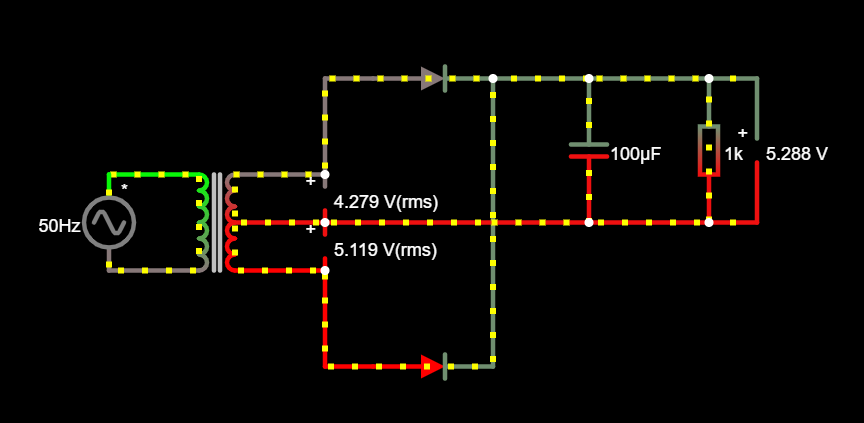 +
4.279 V(rms)
+
5.119 V(rms)
*
50Hz
100µF
1k
+
5.288 V